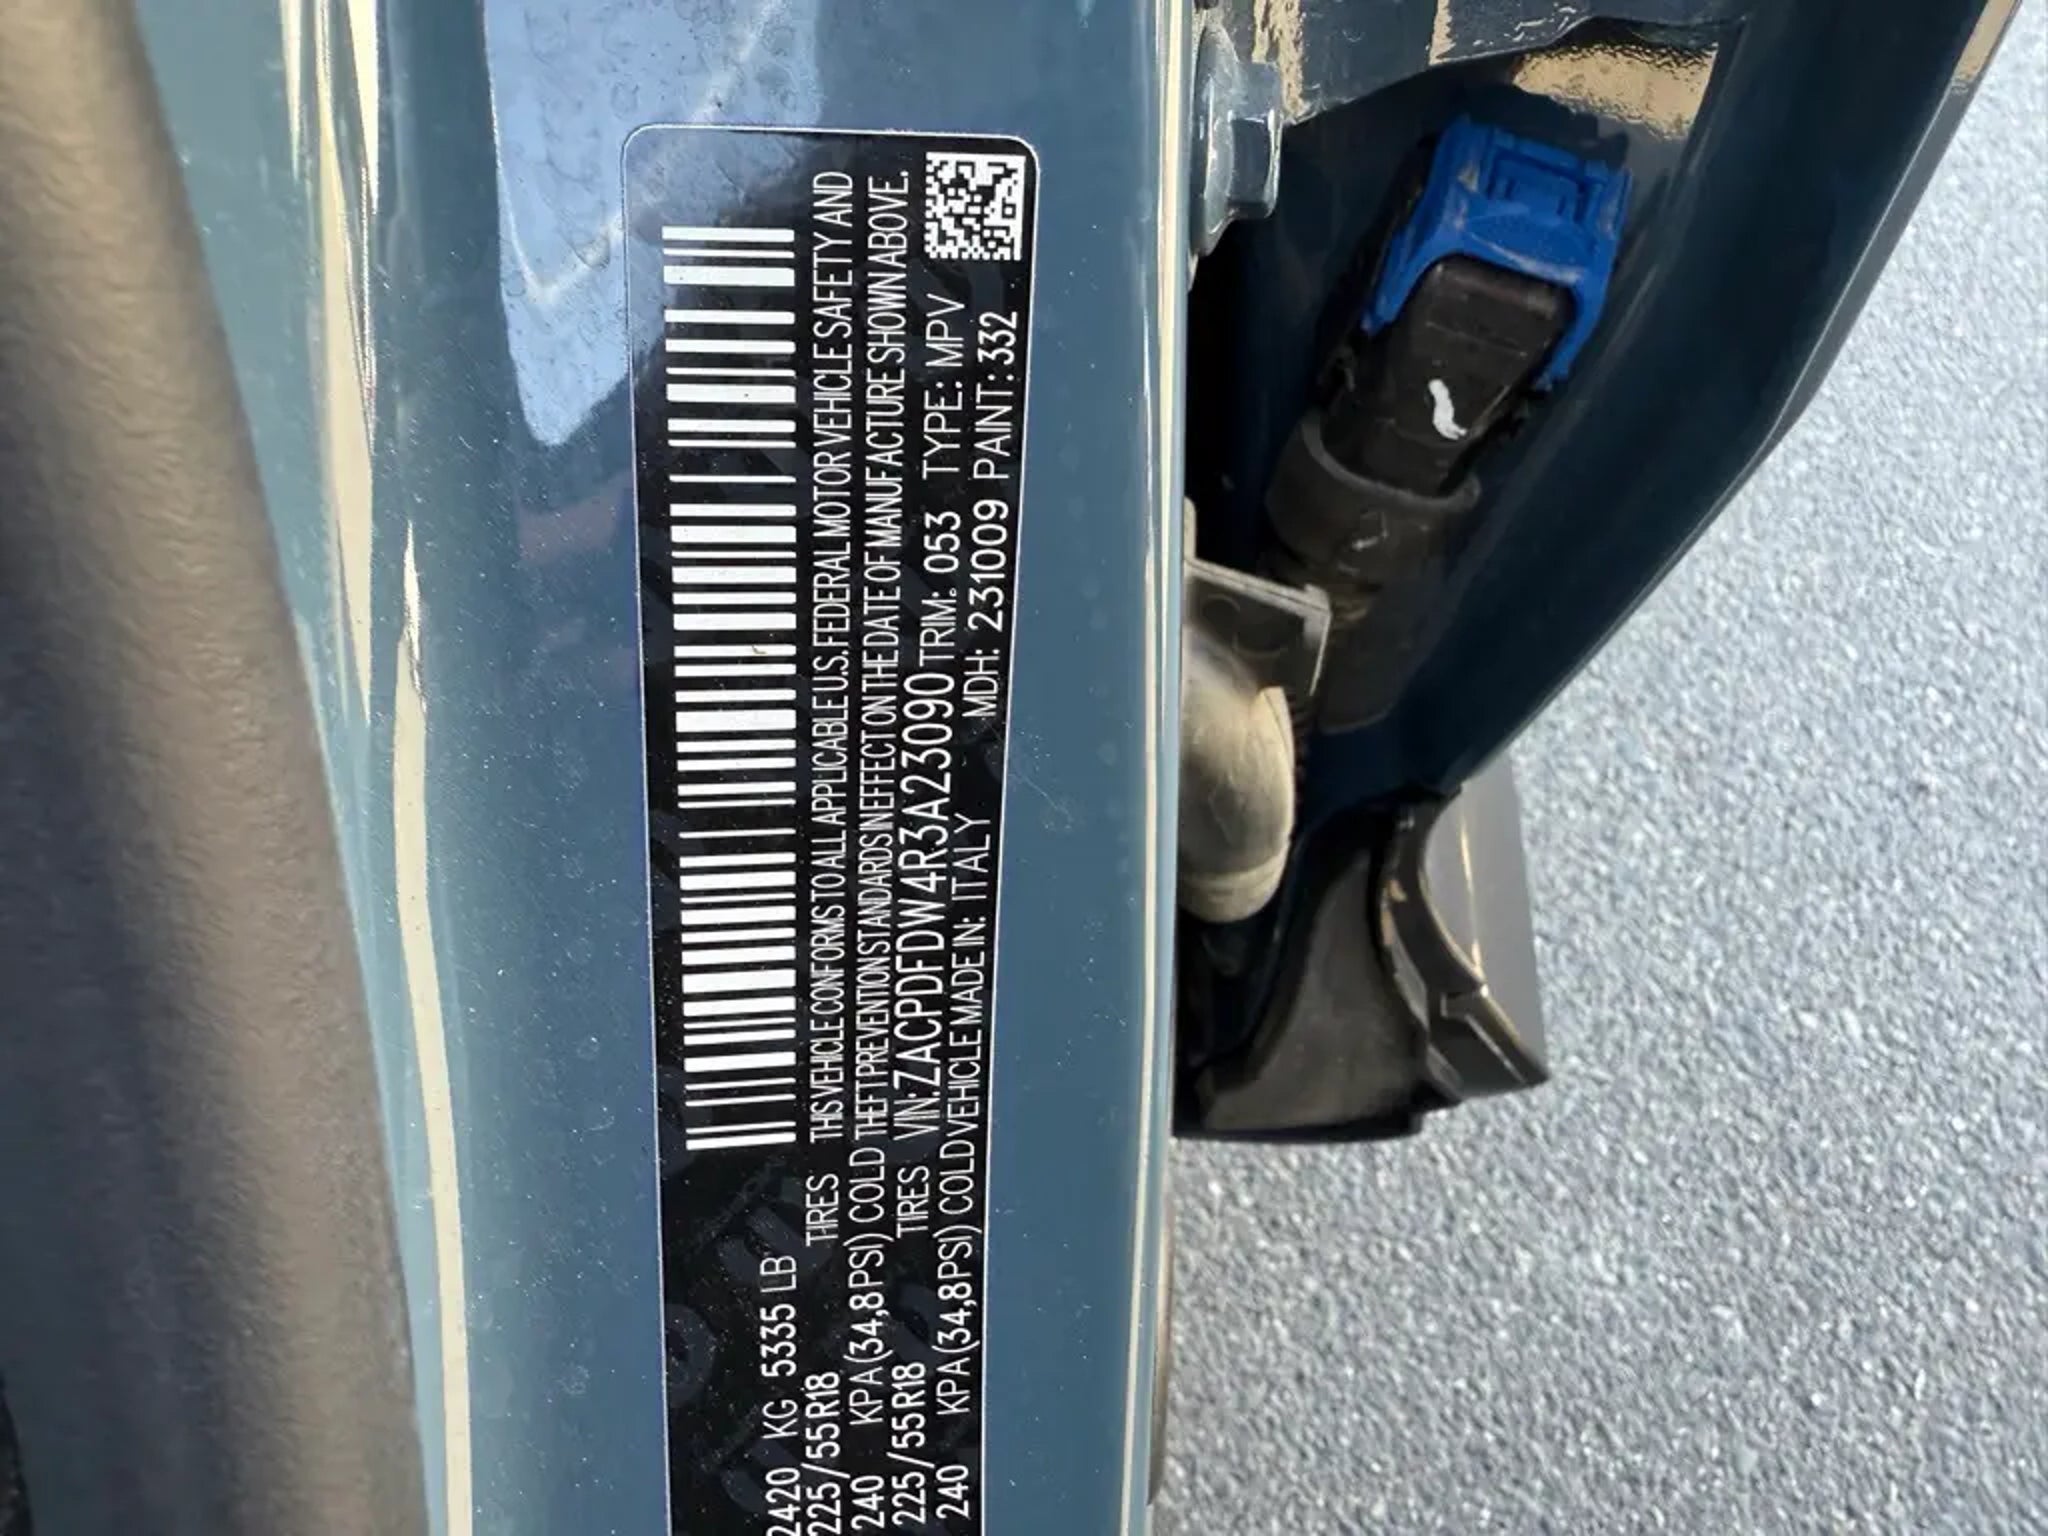 2420 KG 5335 LB
225/55R18 TIRES
240 KPA (34,8PSI) COLD
225/55R18 TIRES
240 KPA (34,8PSI) COLD
THIS VEHICLE CONFORMS TO ALL APPLICABLE U.S. FEDERAL MOTOR VEHICLE SAFETY AND
THEFT PREVENTION STANDARDS IN EFFECT ON THE DATE OF MANUFACTURE SHOWN ABOVE.
VIN: ZACPDFDW4R3A23090 TRIM: 053 TYPE: MPV
VEHICLE MADE IN: ITALY MDH: 231009 PAINT: 332